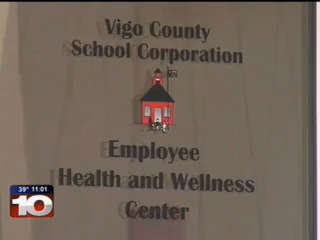 Vigo County
School Corporation
Employee
Health and Wellness
Center
39° 11:01
10